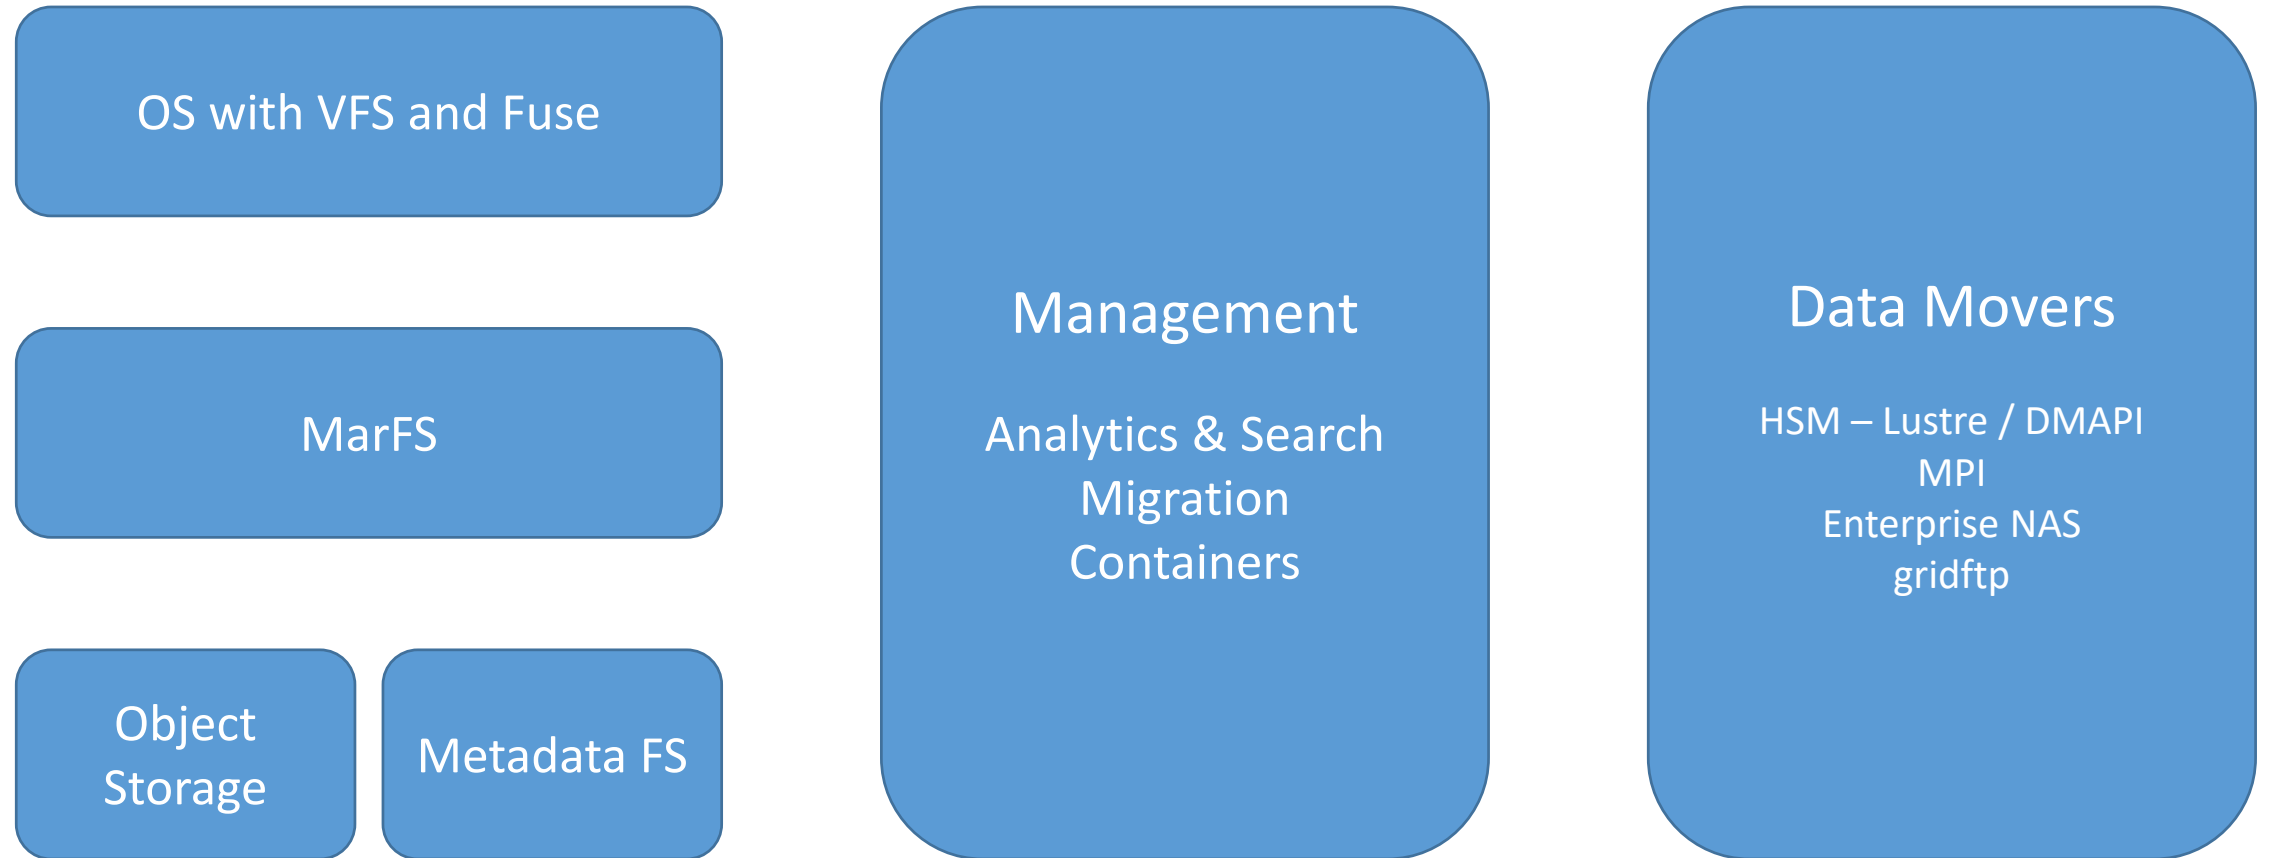 OS with VFS and Fuse
MarFS
Object
Storage
Metadata FS
Management
Analytics & Search
Migration
Containers
Data Movers
HSM – Lustre / DMAPI
MPI
Enterprise NAS
gridftp